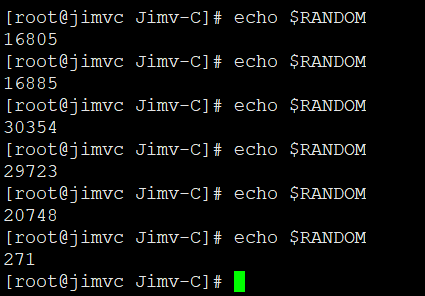 [root@jimvc Jimv-C]# echo $RANDOM
16805
[root@jimvc Jimv-C]# echo $RANDOM
16885
[root@jimvc Jimv-C]# echo $RANDOM
30354
[root@jimvc Jimv-C]# echo $RANDOM
29723
[root@jimvc Jimv-C]# echo $RANDOM
20748
[root@jimvc Jimv-C]# echo $RANDOM
271
[root@jimvc Jimv-C]#